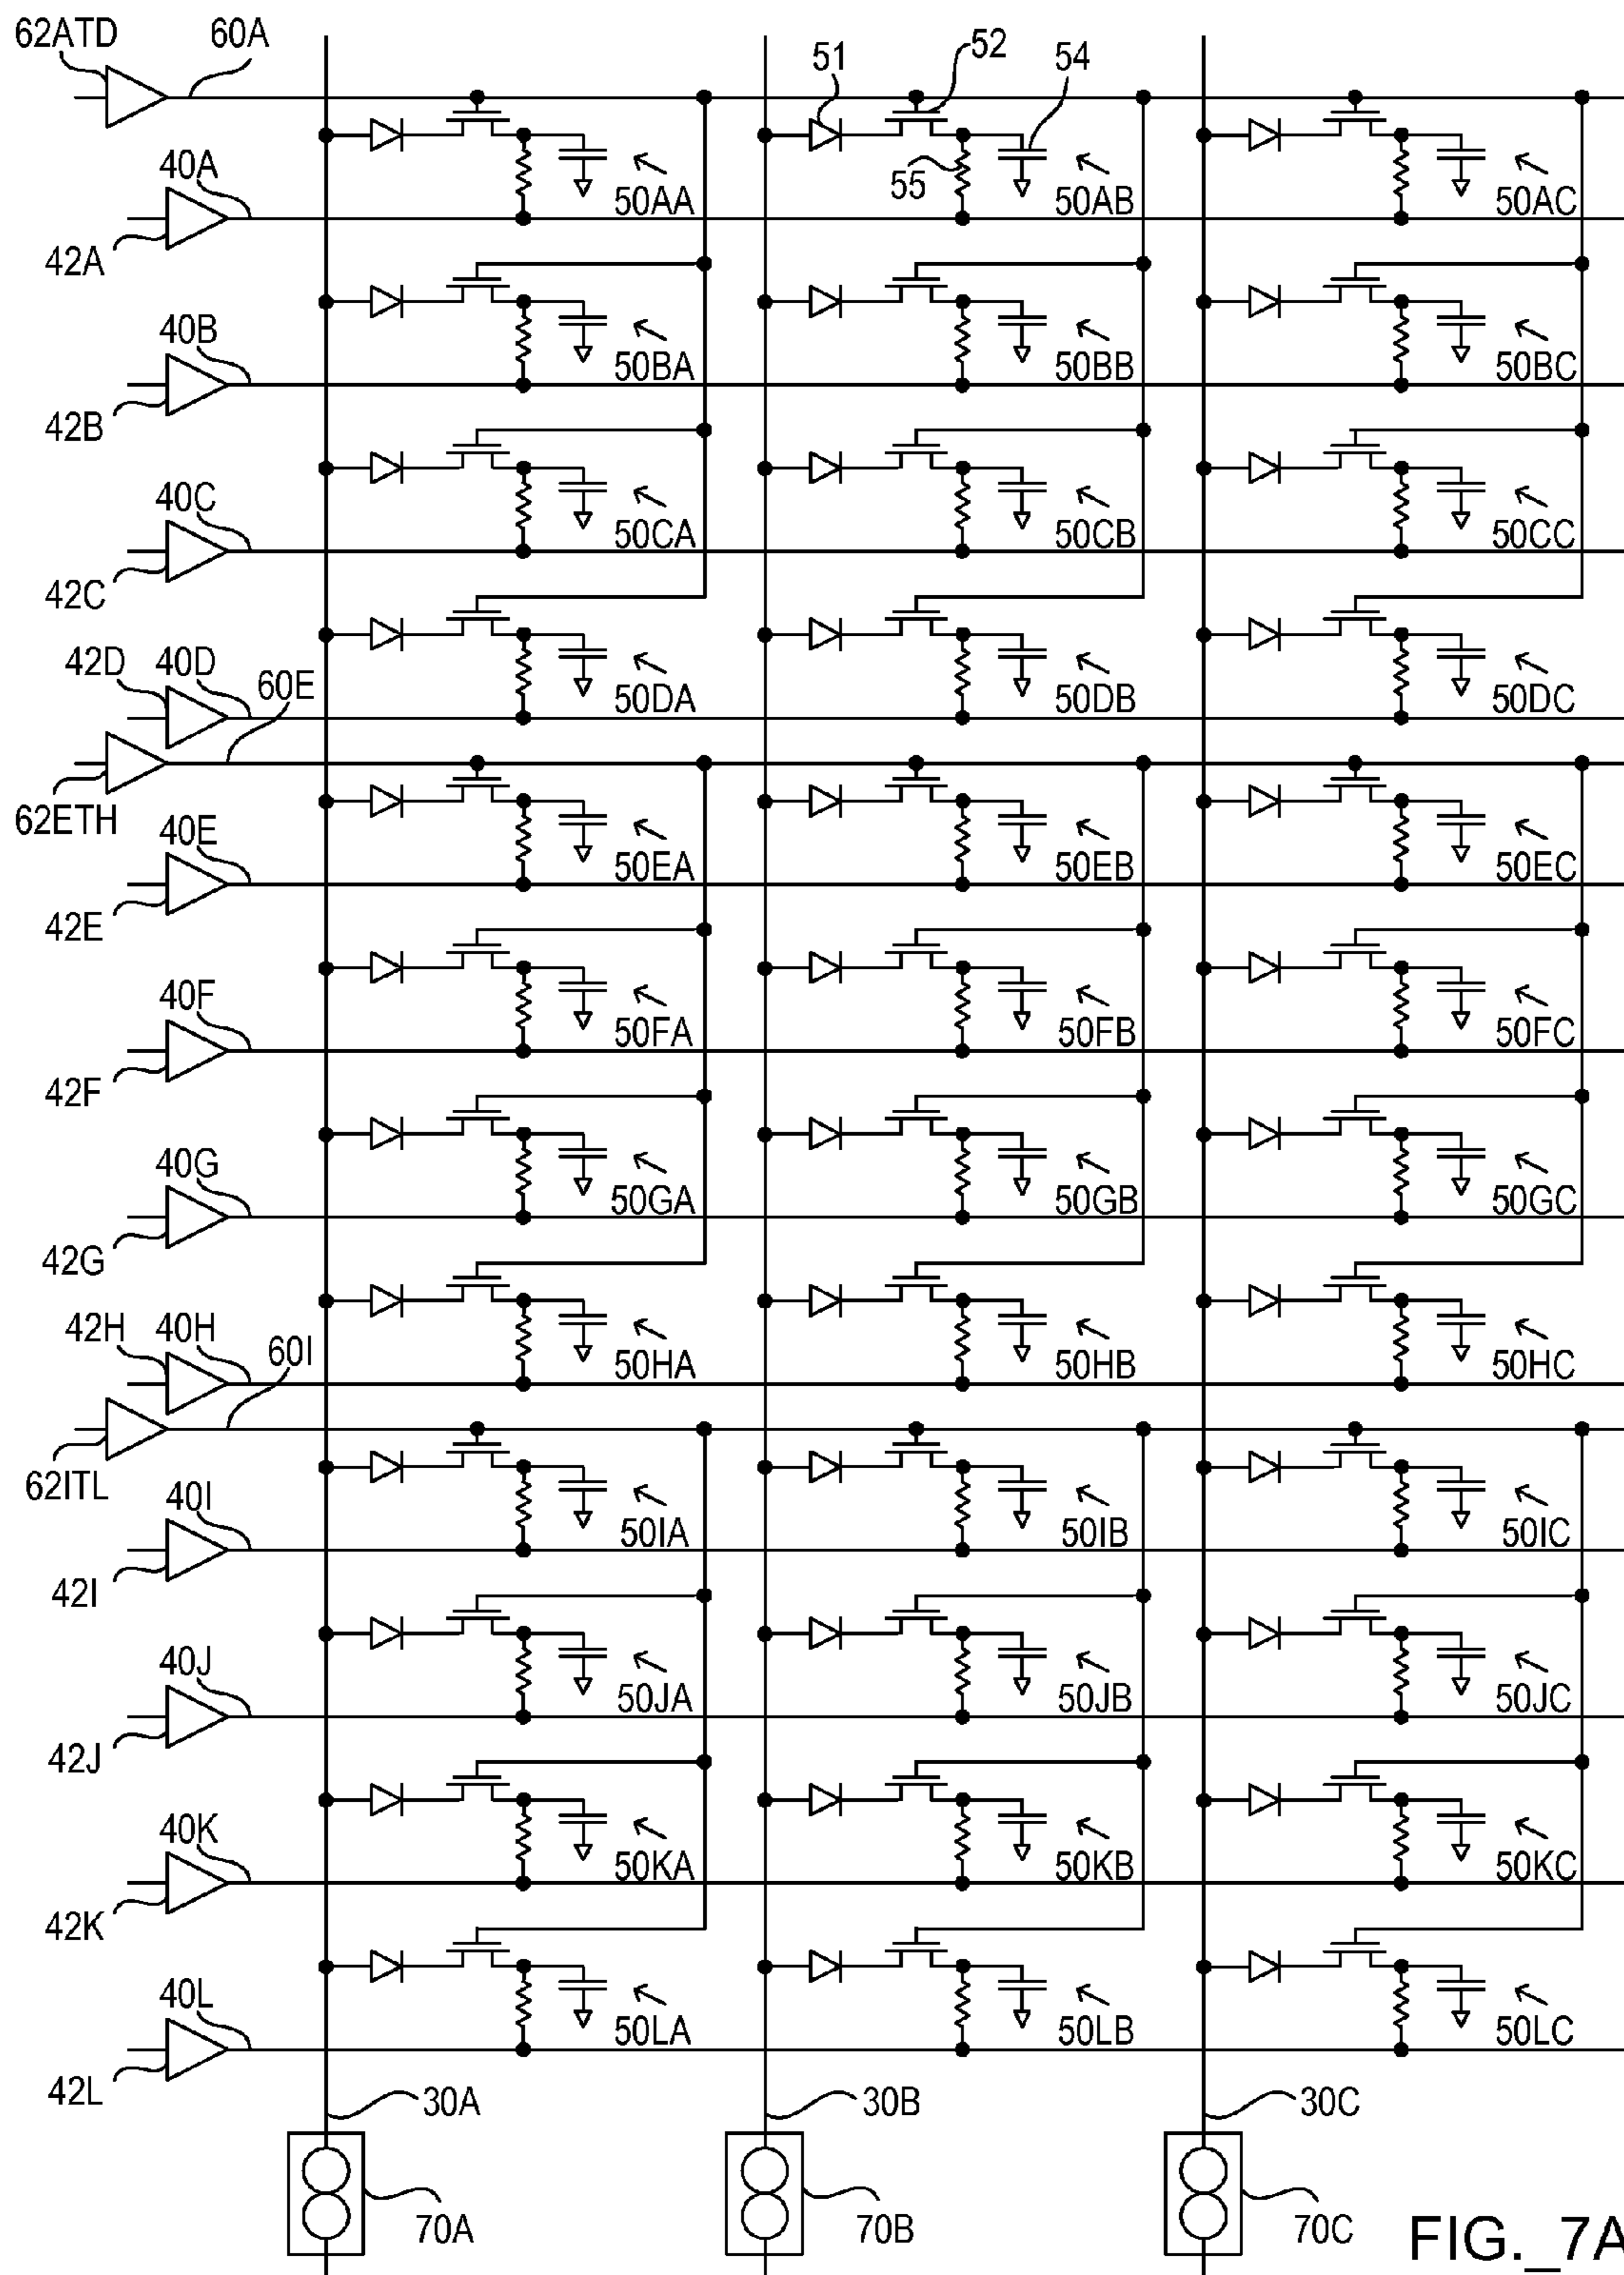 62ATD 60A 51 52 54
40A 55 50AA 50AB 50AC
42A
40B 50BA 50BB 50BC
42B
40C 50CA 50CB 50CC
42C
42D 40D 60E 50DA 50DB 50DC
62ETH
40E 50EA 50EB 50EC
42E
40F 50FA 50FB 50FC
42F
40G 50GA 50GB 50GC
42G
42H 40H 60I 50HA 50HB 50HC
62ITL
40I 50IA 50IB 50IC
42I
40J 50JA 50JB 50JC
42J
40K 50KA 50KB 50KC
42K
40L 50LA 50LB 50LC
42L
30A 30B 30C
70A 70B 70C
FIG._7A